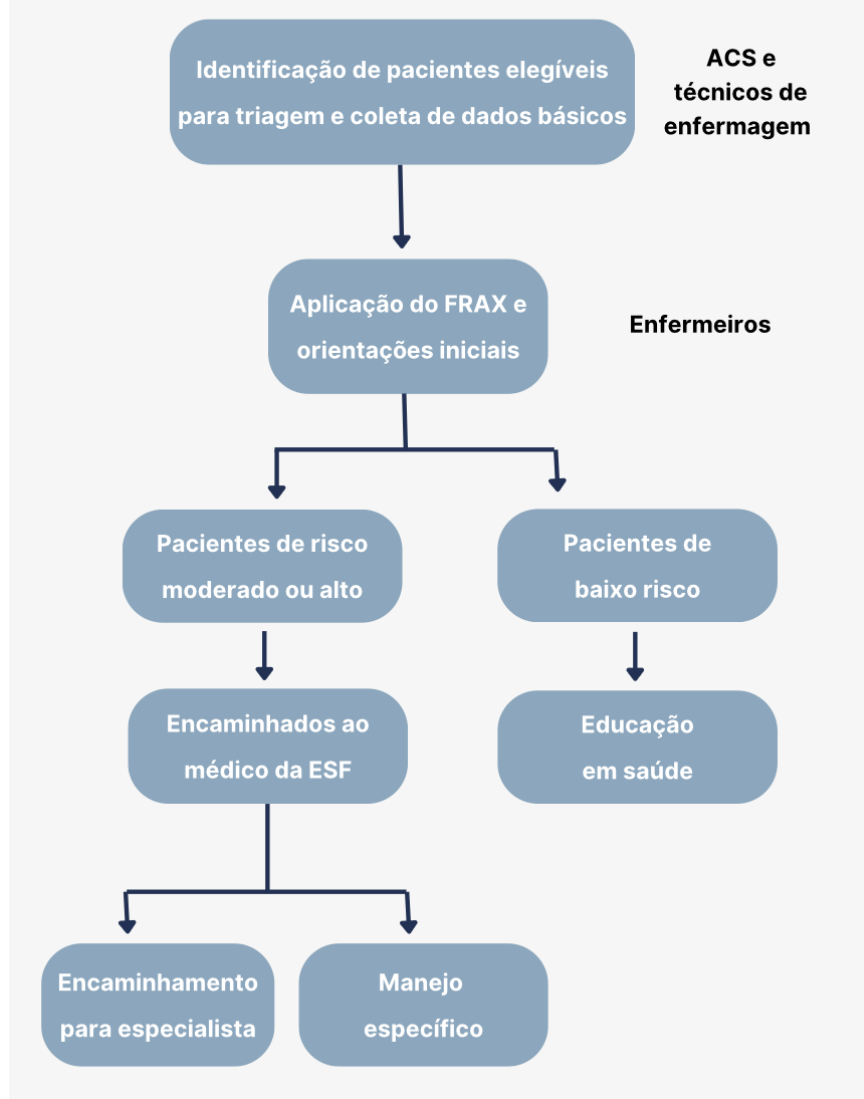 Identificação de pacientes elegíveis
para triagem e coleta de dados básicos
ACS e
técnicos de
enfermagem
Aplicação do FRAX e
orientações iniciais
Enfermeiros
Pacientes de risco
moderado ou alto
Pacientes de
baixo risco
Encaminhados ao
médico da ESF
Educação
em saúde
Encaminhamento
para especialista
Manejo
específico